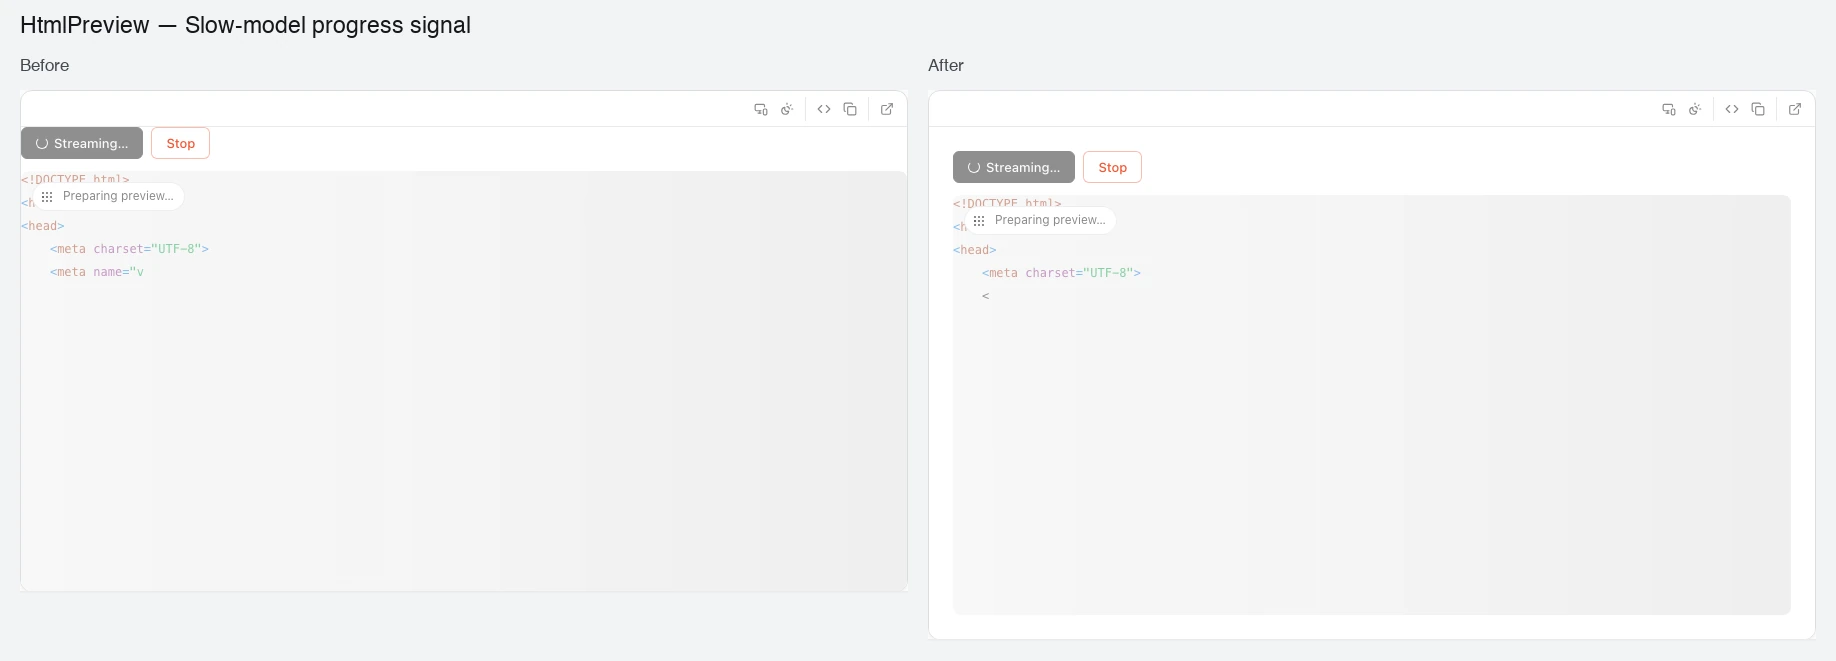 HtmlPreview — Slow-model progress signal
Before
Streaming...
Stop
<!DOCTYPE html>
Preparing preview...
<h
<head>
<meta charset="UTF-8">
<meta name="v
After
Streaming...
Stop
<!DOCTYPE html>
Preparing preview...
<h
<head>
<meta charset="UTF-8">
<